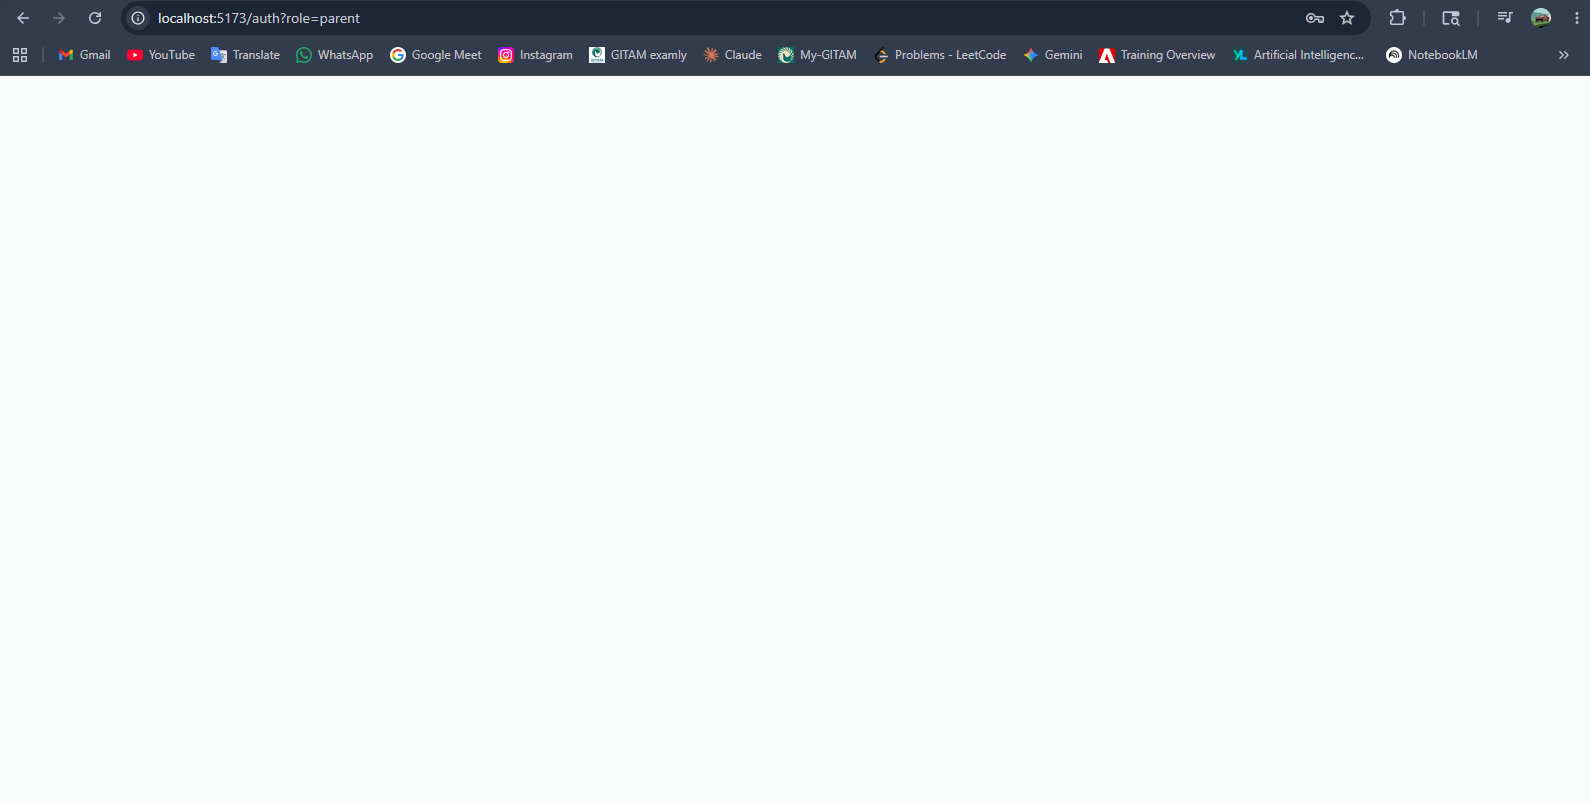 localhost:5173/auth?role=parent
Gmail YouTube Translate WhatsApp Google Meet Instagram GITAM examly Claude My-GITAM Problems - LeetCode Gemini Training Overview Artificial Intelligenc... NotebookLM